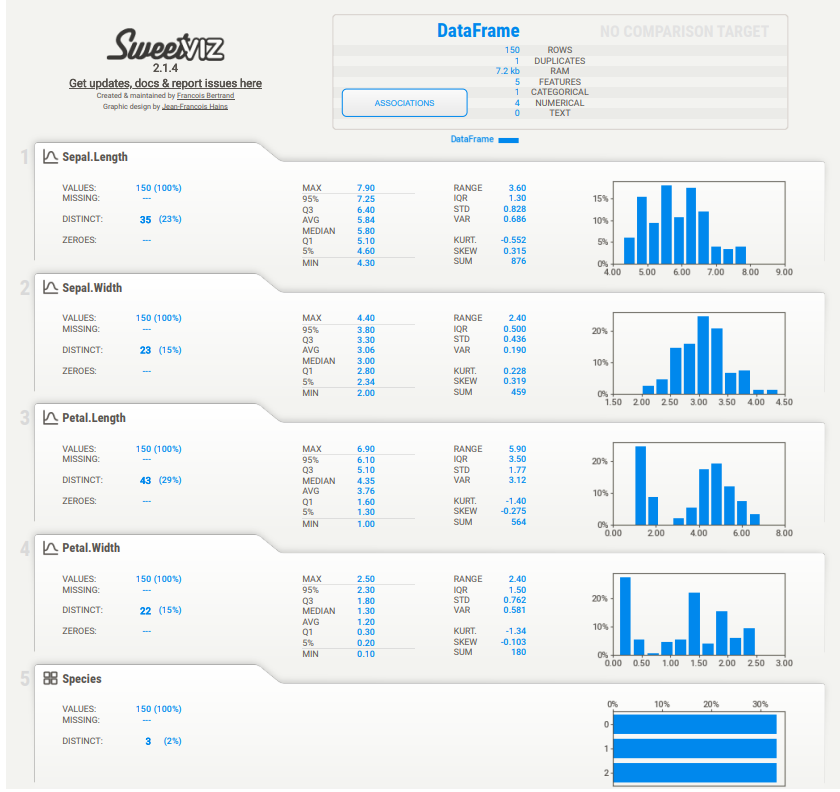 SweetVIZ
2.1.4
Get updates, docs & report issues here
Created & maintained by Francois Bertrand
Graphic design by Jean-Francois Hains
DataFrame NO COMPARISON TARGET
150 ROWS
1 DUPLICATES
7.2 kb RAM
5 FEATURES
1 CATEGORICAL
4 NUMERICAL
0 TEXT
ASSOCIATIONS
DataFrame
1 Sepal.Length
VALUES: 150 (100%)
MISSING: ---
DISTINCT: 35 (23%)
ZEROES: ---
MAX 7.90
95% 7.25
Q3 6.40
AVG 5.84
MEDIAN 5.80
Q1 5.10
5% 4.60
MIN 4.30
RANGE 3.60
IQR 1.30
STD 0.828
VAR 0.686
KURT. -0.552
SKEW 0.315
SUM 876
15%
10%
5%
0%
4.00 5.00 6.00 7.00 8.00 9.00
2 Sepal.Width
VALUES: 150 (100%)
MISSING: ---
DISTINCT: 23 (15%)
ZEROES: ---
MAX 4.40
95% 3.80
Q3 3.30
AVG 3.06
MEDIAN 3.00
Q1 2.80
5% 2.34
MIN 2.00
RANGE 2.40
IQR 0.500
STD 0.436
VAR 0.190
KURT. 0.228
SKEW 0.319
SUM 459
20%
10%
0%
1.50 2.00 2.50 3.00 3.50 4.00 4.50
3 Petal.Length
VALUES: 150 (100%)
MISSING: ---
DISTINCT: 43 (29%)
ZEROES: ---
MAX 6.90
95% 6.10
Q3 5.10
MEDIAN 4.35
AVG 3.76
Q1 1.60
5% 1.30
MIN 1.00
RANGE 5.90
IQR 3.50
STD 1.77
VAR 3.12
KURT. -1.40
SKEW -0.275
SUM 564
20%
10%
0%
0.00 2.00 4.00 6.00 8.00
4 Petal.Width
VALUES: 150 (100%)
MISSING: ---
DISTINCT: 22 (15%)
ZEROES: ---
MAX 2.50
95% 2.30
Q3 1.80
MEDIAN 1.30
AVG 1.20
Q1 0.30
5% 0.20
MIN 0.10
RANGE 2.40
IQR 1.50
STD 0.762
VAR 0.581
KURT. -1.34
SKEW -0.103
SUM 180
20%
10%
0%
0.00 0.50 1.00 1.50 2.00 2.50 3.00
5 Species
VALUES: 150 (100%)
MISSING: ---
DISTINCT: 3 (2%)
0% 10% 20% 30%
0
1
2